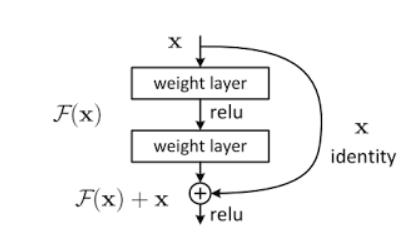 x
weight layer
relu
F(x)
weight layer
x
identity
F(x) + x
relu